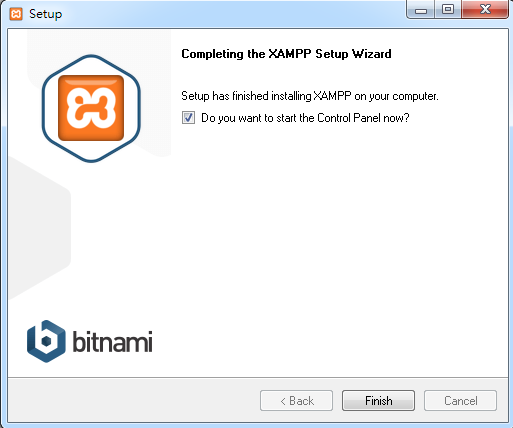 Setup
Completing the XAMPP Setup Wizard
Setup has finished installing XAMPP on your computer.
Do you want to start the Control Panel now?
bitnami
< Back
Finish
Cancel